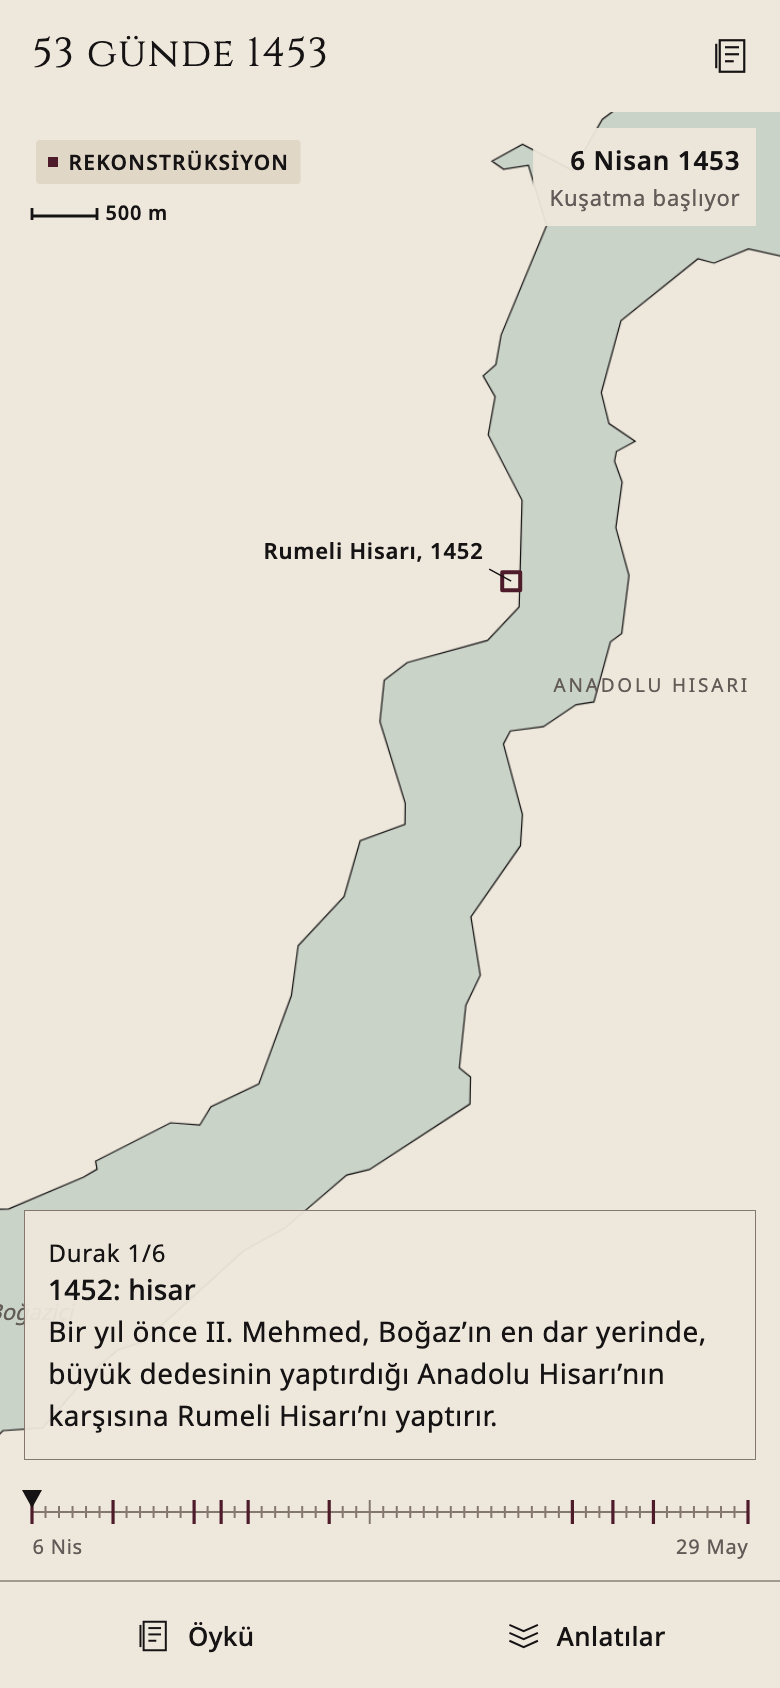 53 GÜNDE 1453
REKONSTRÜKSİYON
500 m
6 Nisan 1453
Kuşatma başlıyor
Rumeli Hisarı, 1452
ANADOLU HISARI
Durak 1/6
1452: hisar
Boğaziçi
Bir yıl önce II. Mehmed, Boğaz’ın en dar yerinde,
büyük dedesinin yaptırdığı Anadolu Hisarı’nın
karşısına Rumeli Hisarı’nı yaptırır.
6 Nis
29 May
Öykü
Anlatılar